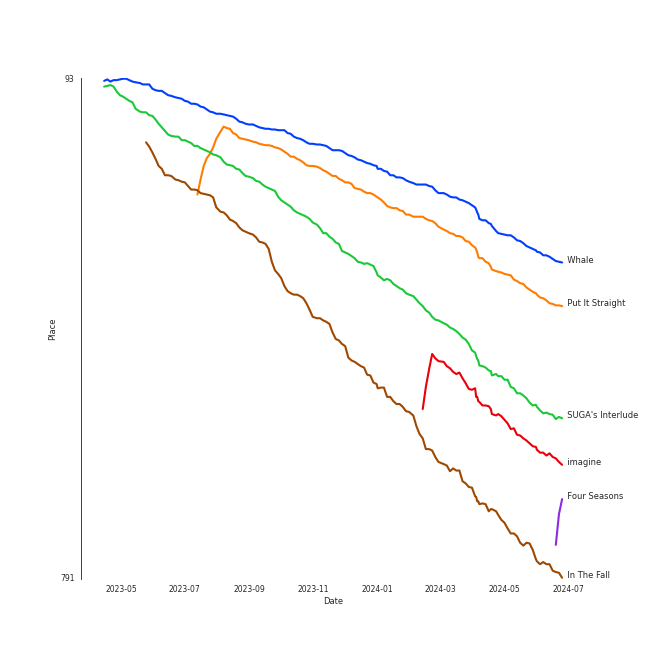 93
Place
Whale
Put It Straight
SUGA's Interlude
imagine
Four Seasons
In The Fall
791
2023-05 2023-07 2023-09 2023-11 2024-01 2024-03 2024-05 2024-07
Date